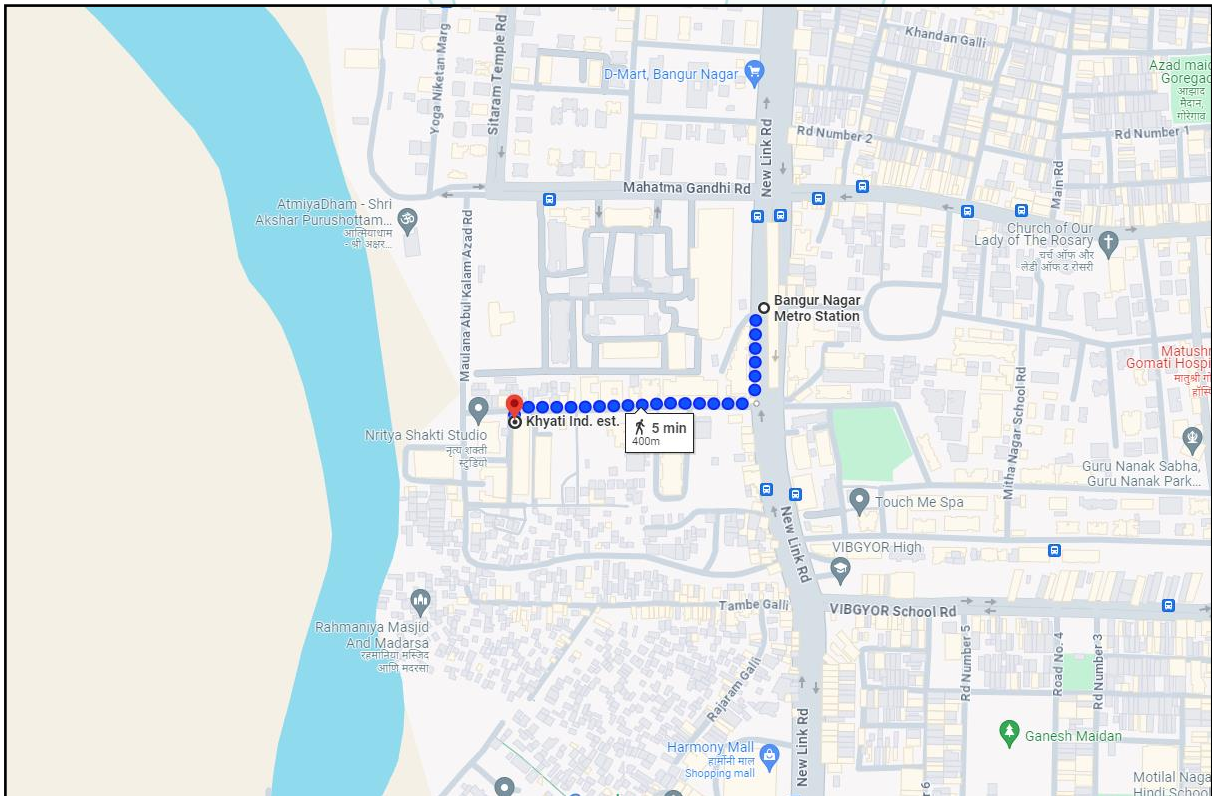 Khandan Galli
Yoga Niketan Marg
Sitaram Temple Rd
D-Mart, Bangur Nagar
New Link Rd
Azad maid
Goregao
आझाद
मैदान,
गोरेगाव
Rd Number 2
Rd Number 1
Main Rd
Mahatma Gandhi Rd
AtmiyaDham - Shri
Akshar Purushottam...
आत्मियाधाम
- श्री अक्षर...
Maulana Abul Kalam Azad Rd
Church of Our
Lady of The Rosary
चर्च ऑफ और
लेडी ऑफ द रोसरी
Bangur Nagar
Metro Station
Matushr
Gomati Hospi
मातुश्री गो
हॉस्पि
Mitha Nagar School Rd
Khyati Ind. est.
5 min
400m
Nritya Shakti Studio
नृत्य शक्ती
स्टुडियो
Guru Nanak Sabha,
Guru Nanak Park...
Touch Me Spa
New Link Rd
VIBGYOR High
Tambe Galli
VIBGYOR School Rd
Rahmaniya Masjid
And Madarsa
रहमानिया मस्जिद
आणि मदरसा
Rd Number 5
Road No. 4
Rd Number 3
Rajaram Galli
New Link Rd
Harmony Mall
हार्मोनी माल
Shopping mall
Ganesh Maidan
Motilal Naga
Hindi School